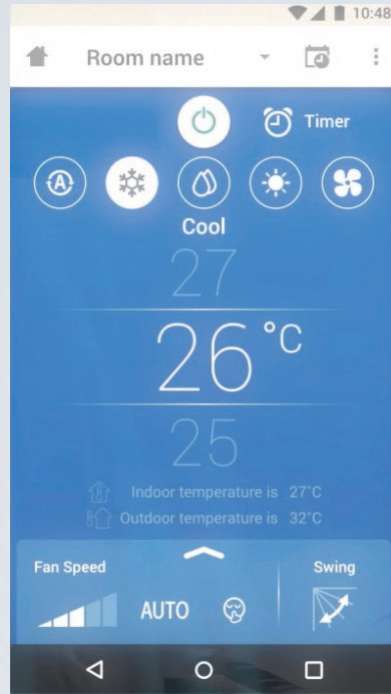 10:48
Room name
Timer
A
Cool
27
26°C
25
Indoor temperature is 27°C
Outdoor temperature is 32°C
Fan Speed Swing
AUTO